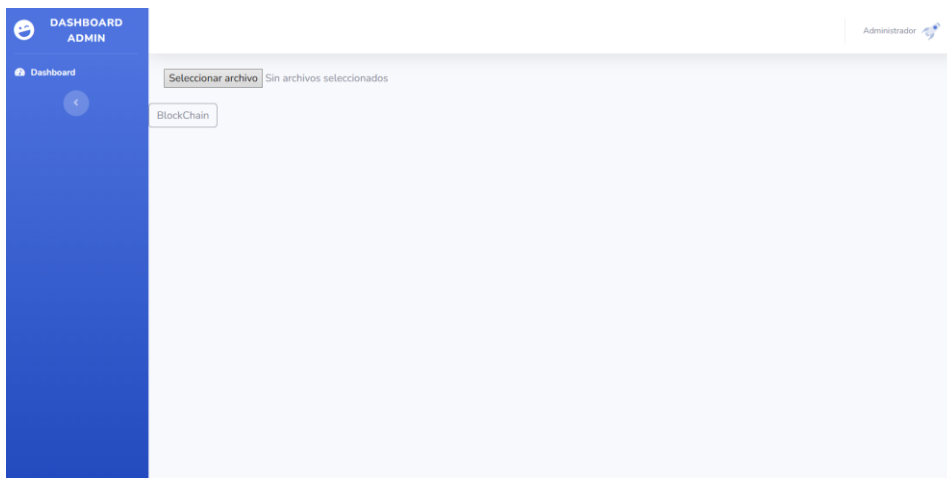 DASHBOARD
ADMIN
Administrador
Dashboard
Seleccionar archivo Sin archivos seleccionados
BlockChain